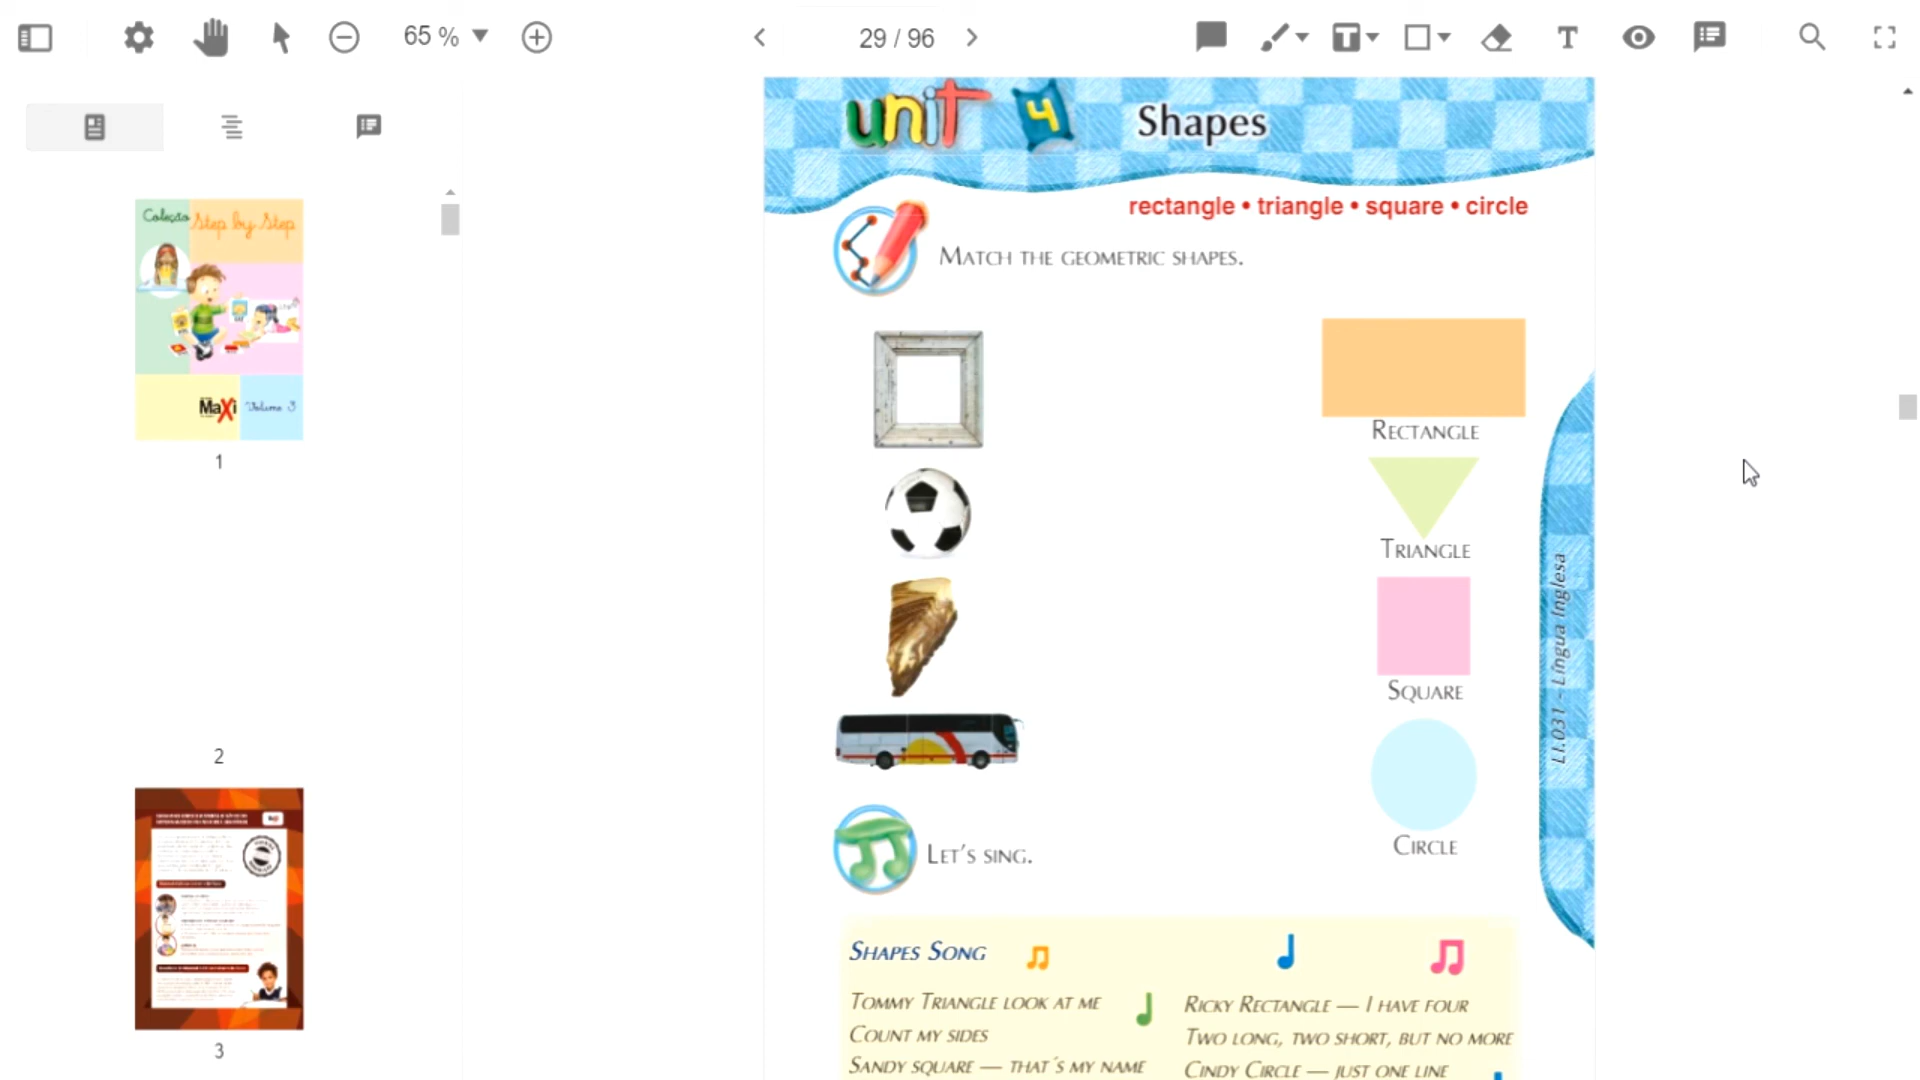 65 %
29 / 96
Coleção Step by Step
MaXi Volume 3
1
2
3
unit 4 Shapes
rectangle • triangle • square • circle
Match the geometric shapes.
Rectangle
Triangle
Square
Circle
LI.031 – Língua Inglesa
Let's sing.
Shapes Song
Tommy Triangle look at me
Count my sides
Sandy square — that´s my name
Ricky Rectangle — I have four
Two long, two short, but no more
Cindy Circle — just one line